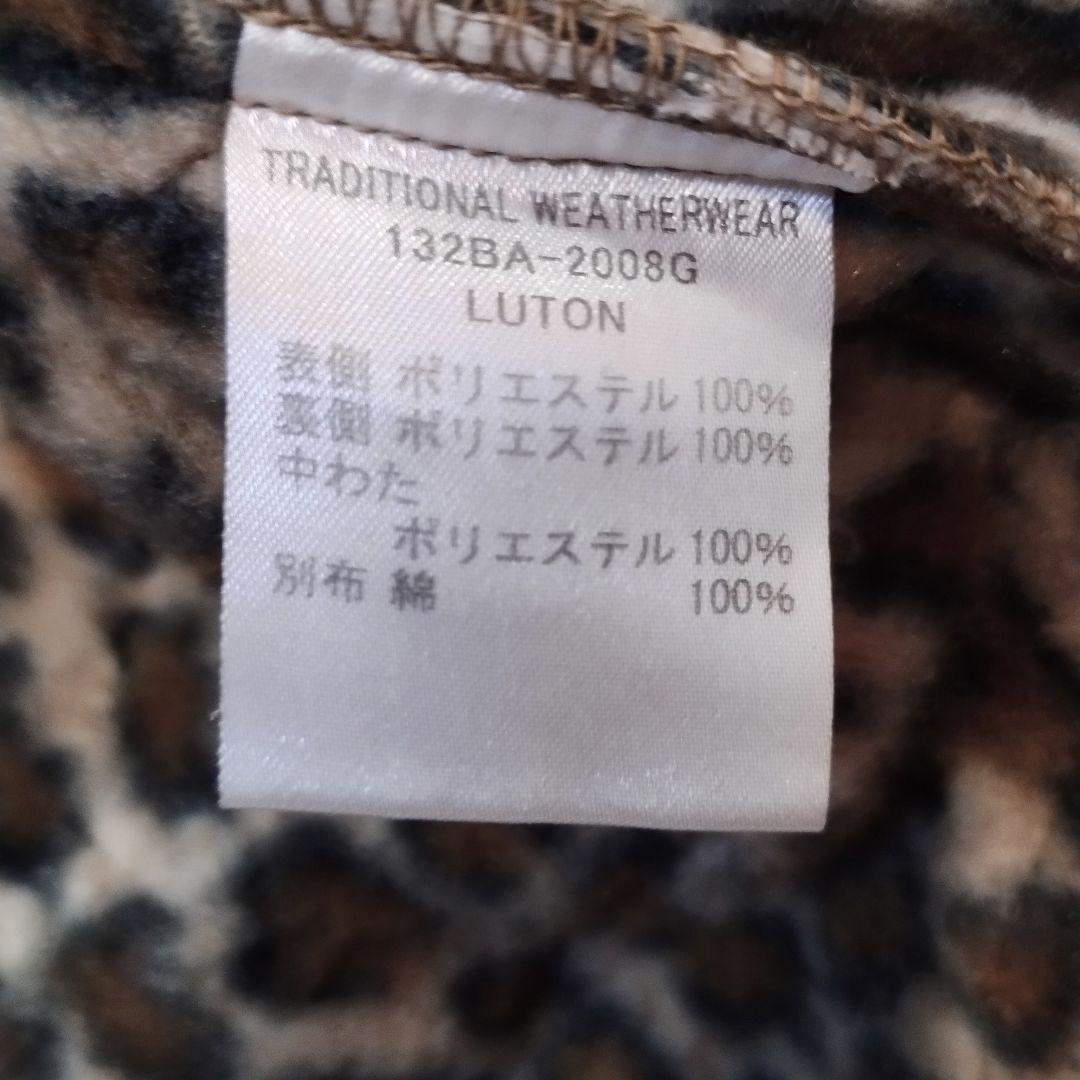 TRADITIONAL WEATHERWEAR
132BA-2008G
LUTON
表側 ポリエステル 100%
裏側 ポリエステル 100%
中わた
ポリエステル 100%
別布 綿 100%